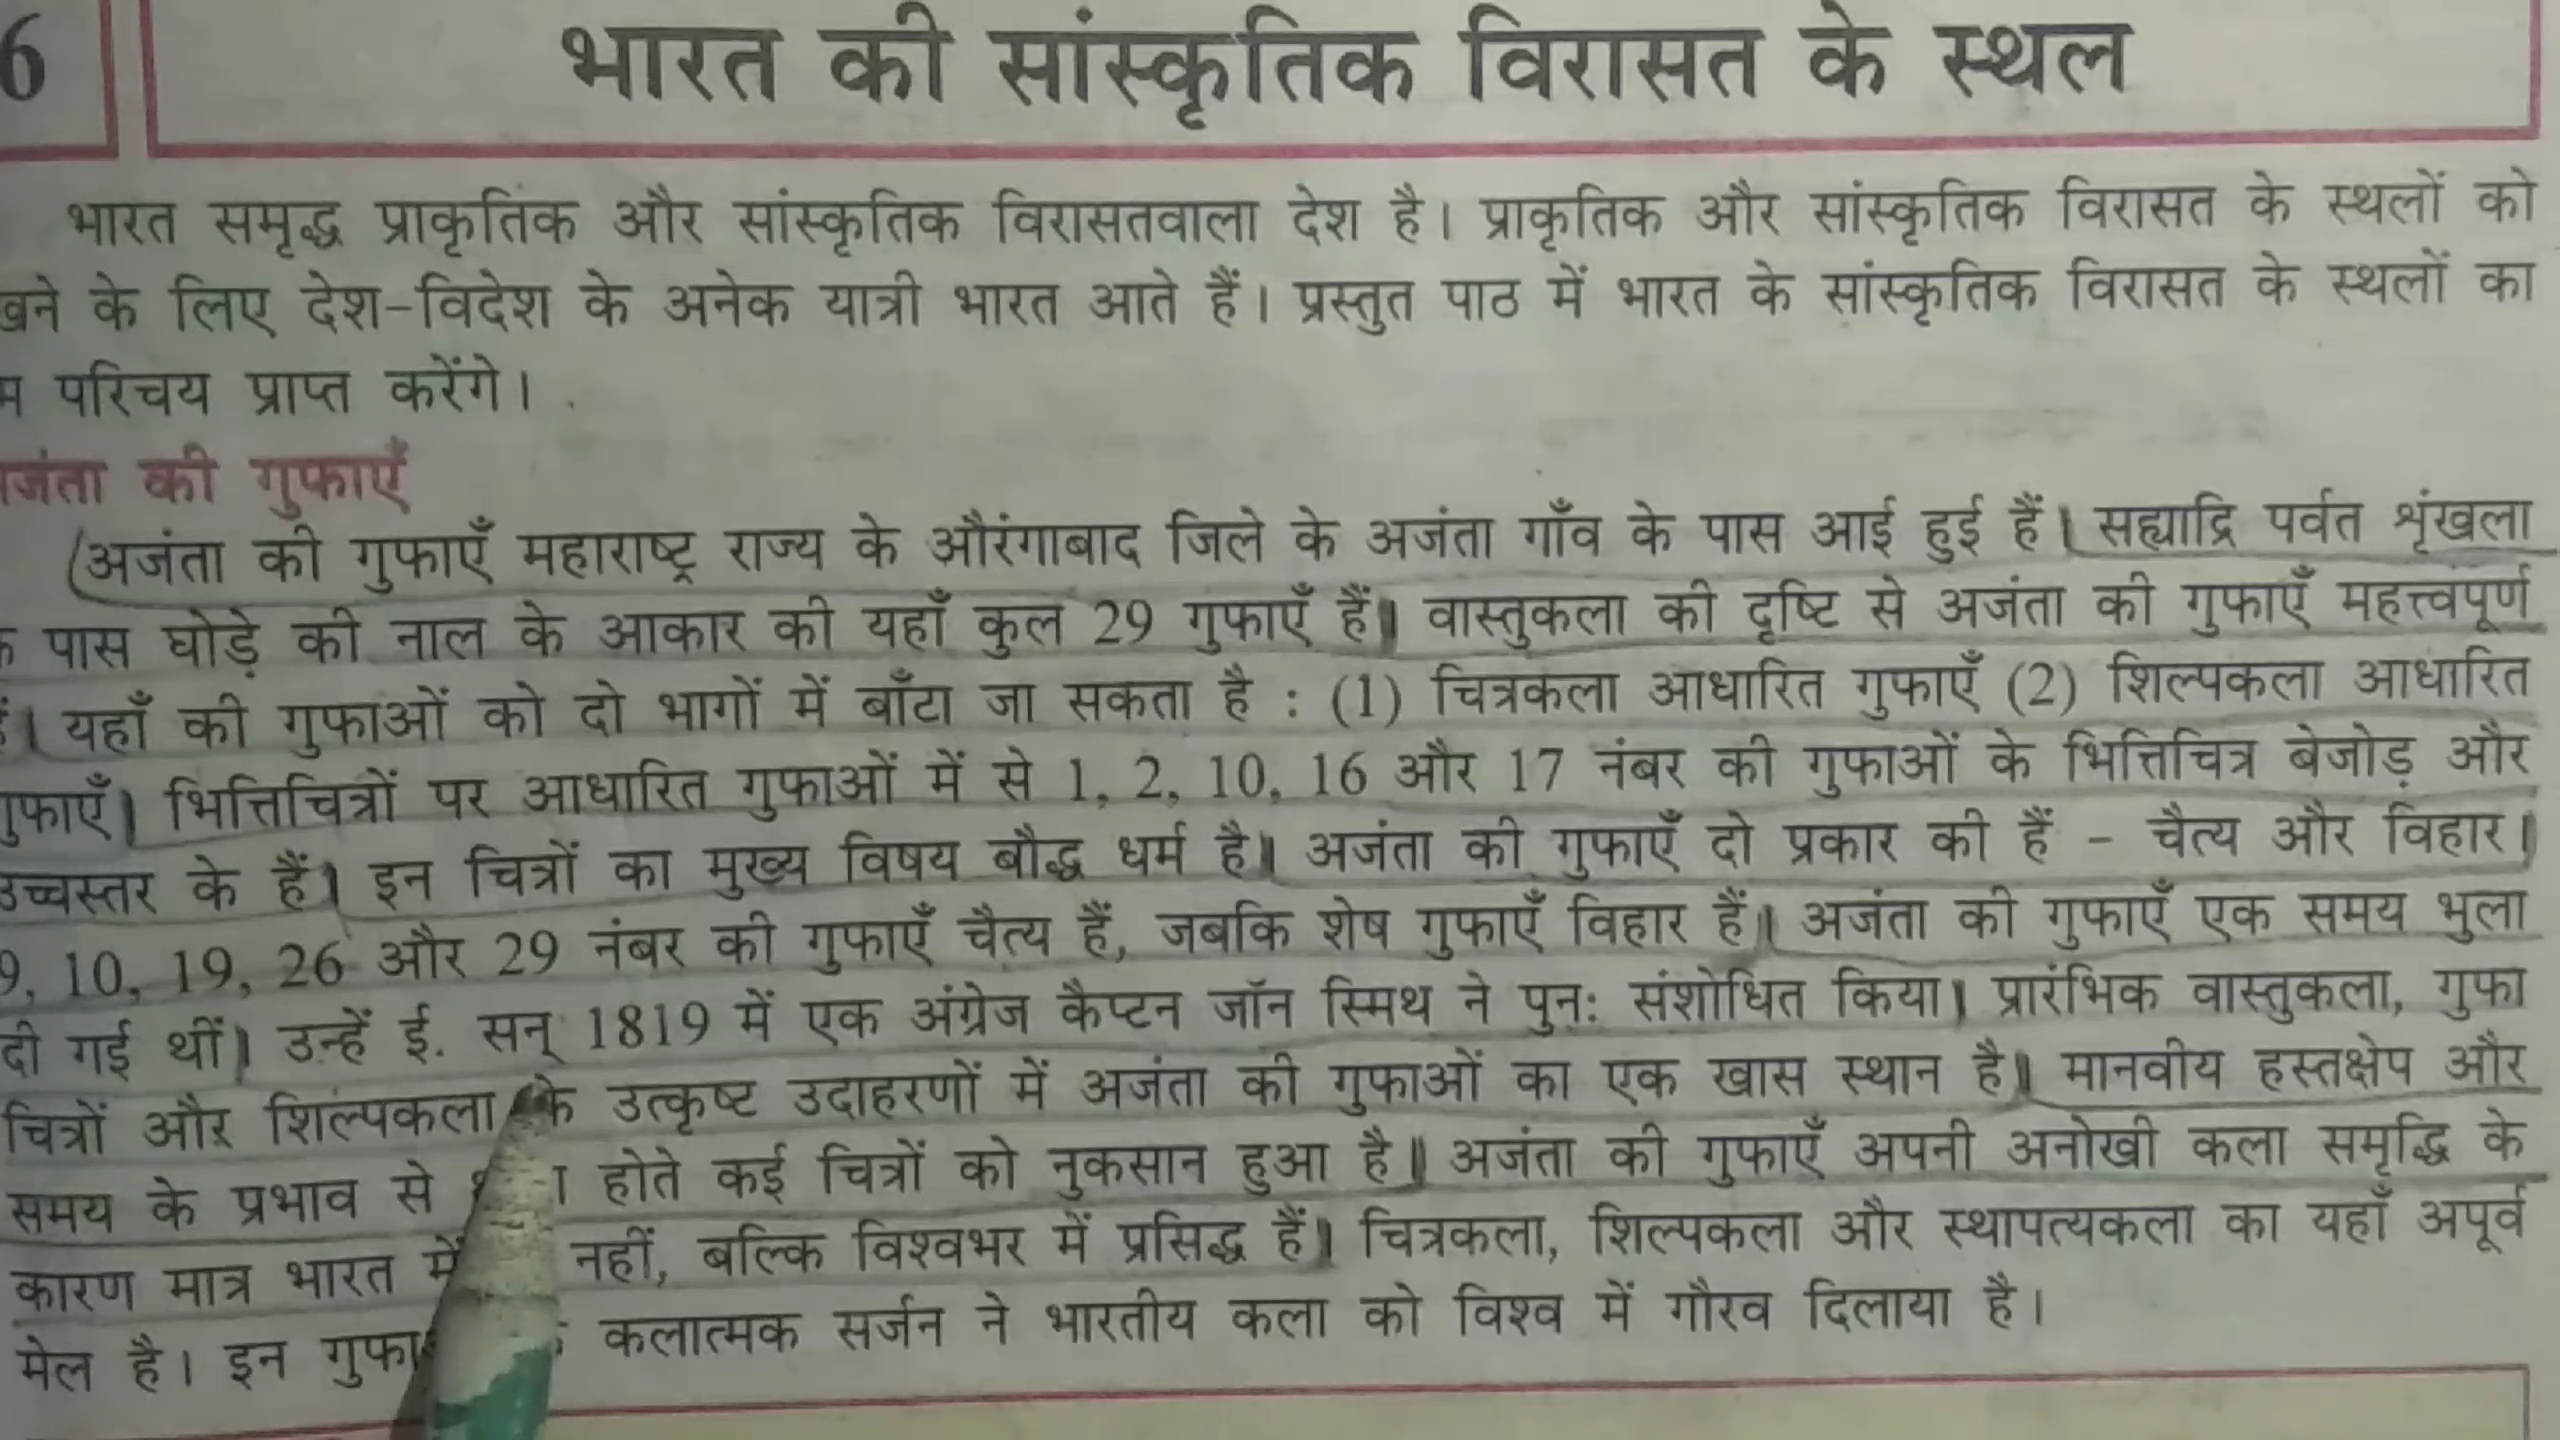 6
भारत की सांस्कृतिक विरासत के स्थल
भारत समृद्ध प्राकृतिक और सांस्कृतिक विरासतवाला देश है। प्राकृतिक और सांस्कृतिक विरासत के स्थलों को
के लिए देश-विदेश के अनेक यात्री भारत आते हैं। प्रस्तुत पाठ में भारत के सांस्कृतिक विरासत के स्थलों का
परिचय प्राप्त करेंगे।
की गुफाएँ
(अजंता की गुफाएँ महाराष्ट्र राज्य के औरंगाबाद जिले के अजंता गाँव के पास आई हुई हैं। सह्याद्रि पर्वत शृंखला
पास घोड़े की नाल के आकार की यहाँ कुल 29 गुफाएँ हैं। वास्तुकला की दृष्टि से अजंता की गुफाएँ महत्त्वपूर्ण
यहाँ की गुफाओं को दो भागों में बाँटा जा सकता है : (1) चित्रकला आधारित गुफाएँ (2) शिल्पकला आधारित
गुफाएँ। भित्तिचित्रों पर आधारित गुफाओं में से 1, 2, 10, 16 और 17 नंबर की गुफाओं के भित्तिचित्र बेजोड़ और
उच्चस्तर के हैं। इन चित्रों का मुख्य विषय बौद्ध धर्म है। अजंता की गुफाएँ दो प्रकार की हैं - चैत्य और विहार।
9, 10, 19, 26 और 29 नंबर की गुफाएँ चैत्य हैं, जबकि शेष गुफाएँ विहार हैं। अजंता की गुफाएँ एक समय भुला
दी गई थीं। उन्हें ई. सन् 1819 में एक अंग्रेज कैप्टन जॉन स्मिथ ने पुन: संशोधित किया। प्रारंभिक वास्तुकला, गुफा
चित्रों और शिल्पकला के उत्कृष्ट उदाहरणों में अजंता की गुफाओं का एक खास स्थान है। मानवीय हस्तक्षेप और
समय के प्रभाव से होते कई चित्रों को नुकसान हुआ है। अजंता की गुफाएँ अपनी अनोखी कला समृद्धि के
कारण मात्र भारत में नहीं, बल्कि विश्वभर में प्रसिद्ध हैं। चित्रकला, शिल्पकला और स्थापत्यकला का यहाँ अपूर्व
मेल है। इन कलात्मक सर्जन ने भारतीय कला को विश्व में गौरव दिलाया है।